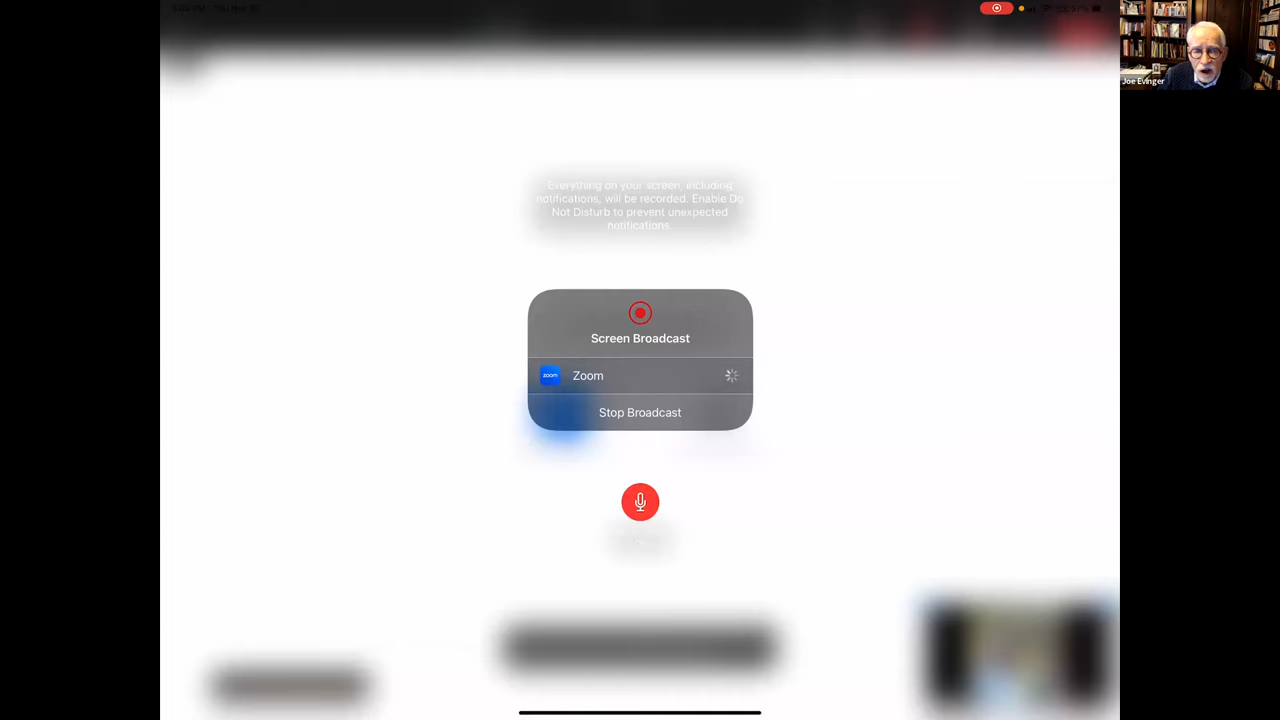 Joe Evinger
Everything on your screen, including
notifications, will be recorded. Enable Do
Not Disturb to prevent unexpected
notifications.
Screen Broadcast
zoom
Zoom
Stop Broadcast